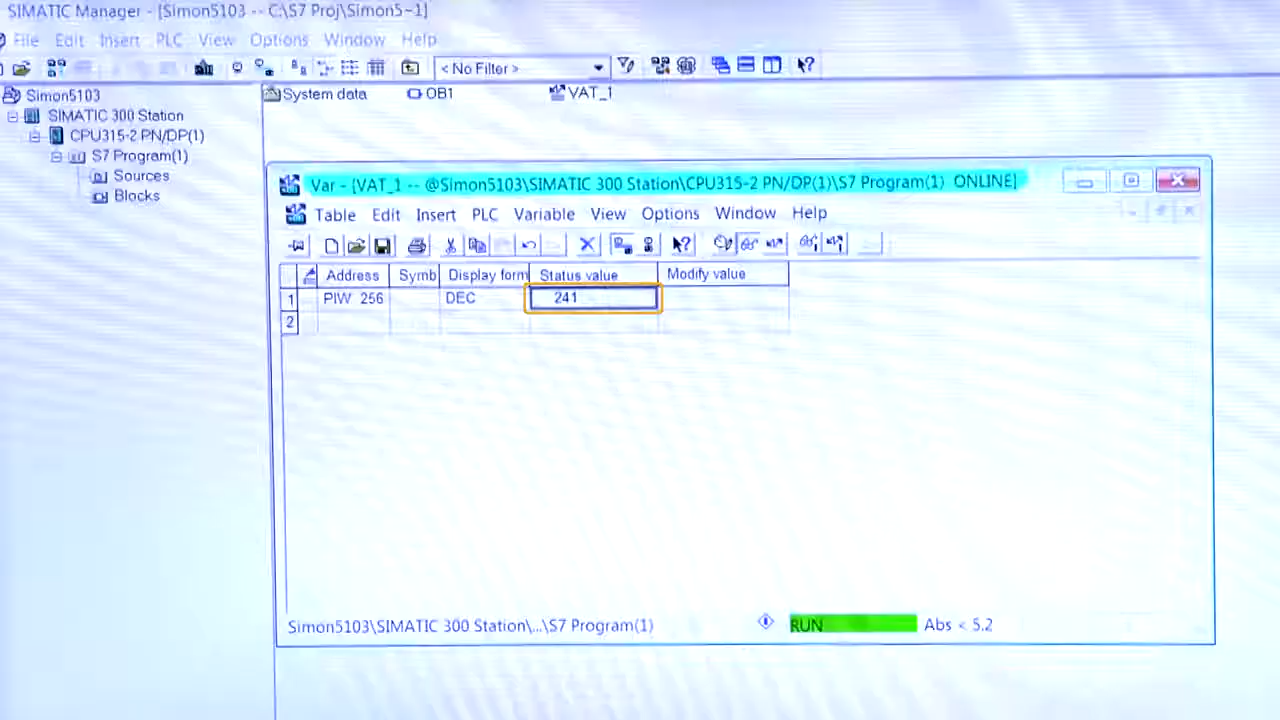 SIMATIC Manager - [Simon5103 -- C:\S7 Proj\Simon5~1]
File Edit Insert PLC View Options Window Help
< No Filter >
Simon5103
SIMATIC 300 Station
CPU315-2 PN/DP(1)
S7 Program(1)
Sources
Blocks
System data OB1 VAT_1
Var - [VAT_1 -- @Simon5103\SIMATIC 300 Station\CPU315-2 PN/DP(1)\S7 Program(1) ONLINE]
Table Edit Insert PLC Variable View Options Window Help
Address Symb Display form Status value Modify value
1 PIW 256 DEC 241
2
Simon5103\SIMATIC 300 Station\...\S7 Program(1) RUN Abs < 5.2